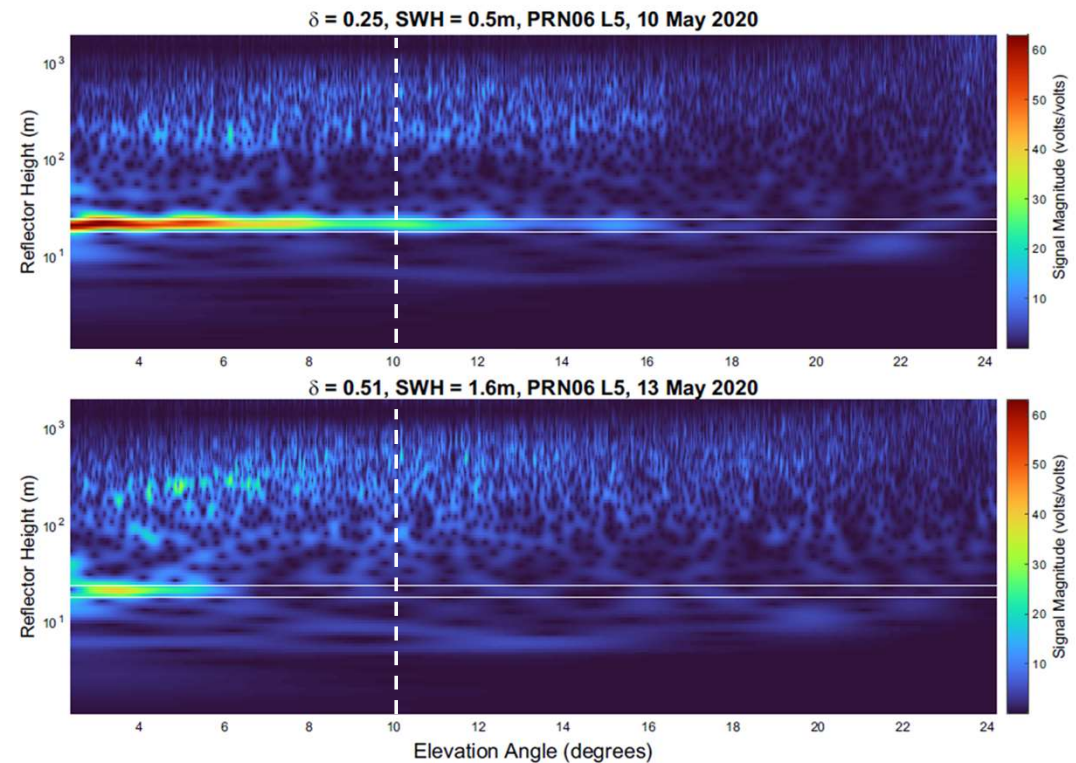 δ = 0.25, SWH = 0.5m, PRN06 L5, 10 May 2020
Reflector Height (m)
10³
10²
10¹
4 6 8 10 12 14 16 18 20 22 24
60
50
40
30
20
10
Signal Magnitude (volts/volts)
δ = 0.51, SWH = 1.6m, PRN06 L5, 13 May 2020
Reflector Height (m)
10³
10²
10¹
4 6 8 10 12 14 16 18 20 22 24
60
50
40
30
20
10
Signal Magnitude (volts/volts)
Elevation Angle (degrees)